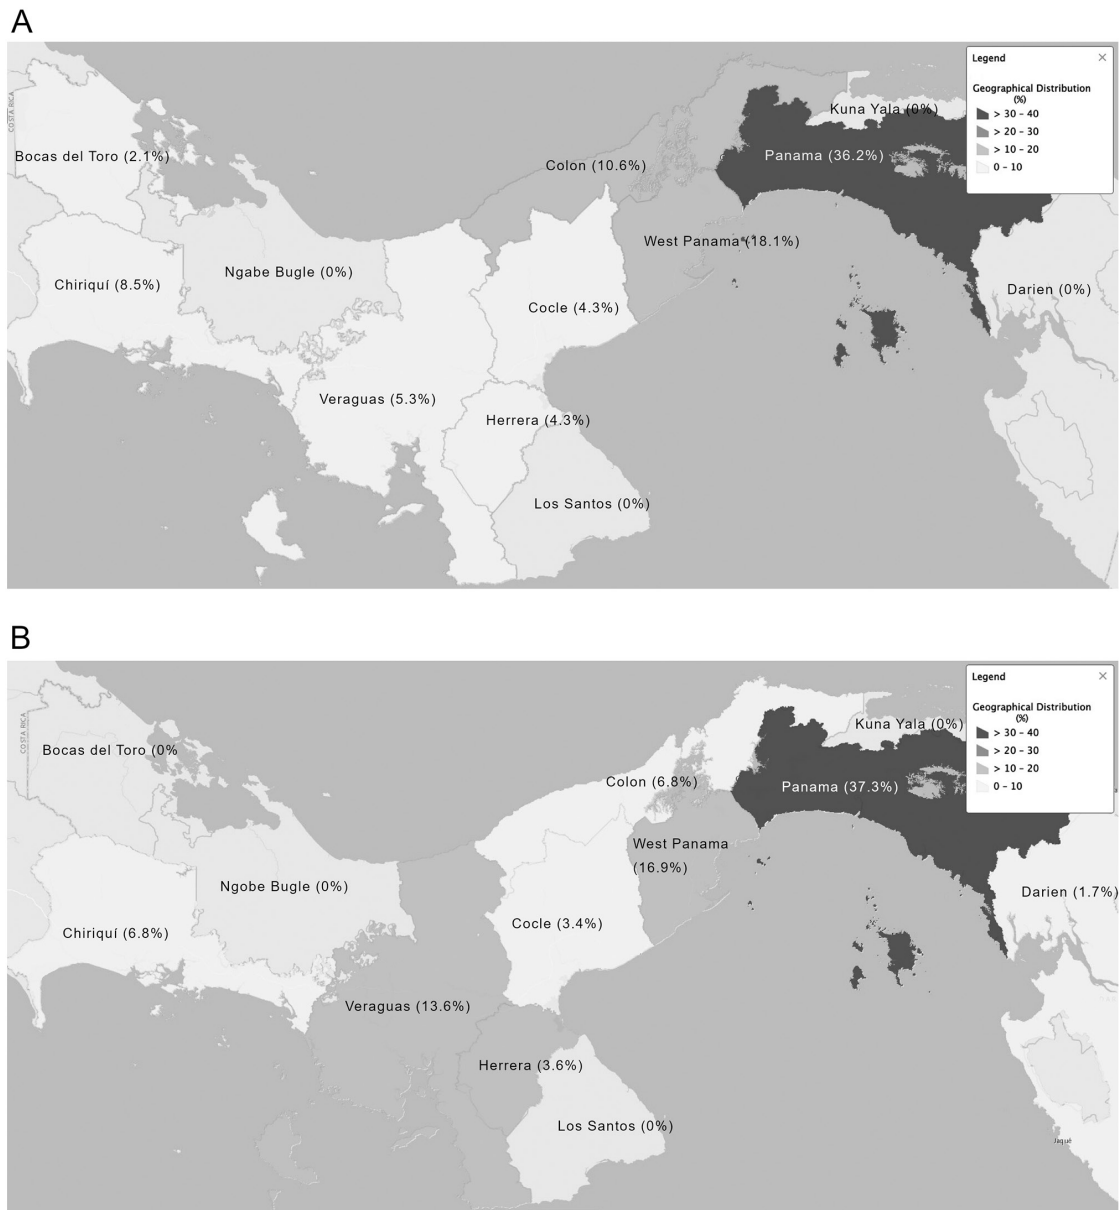 A
Legend
×
Geographical Distribution
(%)
> 30 – 40
> 20 – 30
> 10 – 20
0 – 10
COSTA RICA
Kuna Yala (0%)
Bocas del Toro (2.1%)
Colon (10.6%)
Panama (36.2%)
West Panama (18.1%)
Ngabe Bugle (0%)
Chiriquí (8.5%)
Darien (0%)
Cocle (4.3%)
Veraguas (5.3%)
Herrera (4.3%)
Los Santos (0%)
B
Legend
×
Geographical Distribution
(%)
> 30 – 40
> 20 – 30
> 10 – 20
0 – 10
COSTA RICA
Kuna Yala (0%)
Bocas del Toro (0%
Colon (6.8%)
Panama (37.3%)
West Panama
(16.9%)
Ngobe Bugle (0%)
Darien (1.7%)
Cocle (3.4%)
Chiriquí (6.8%)
Veraguas (13.6%)
Herrera (3.6%)
Los Santos (0%)
Jaqué